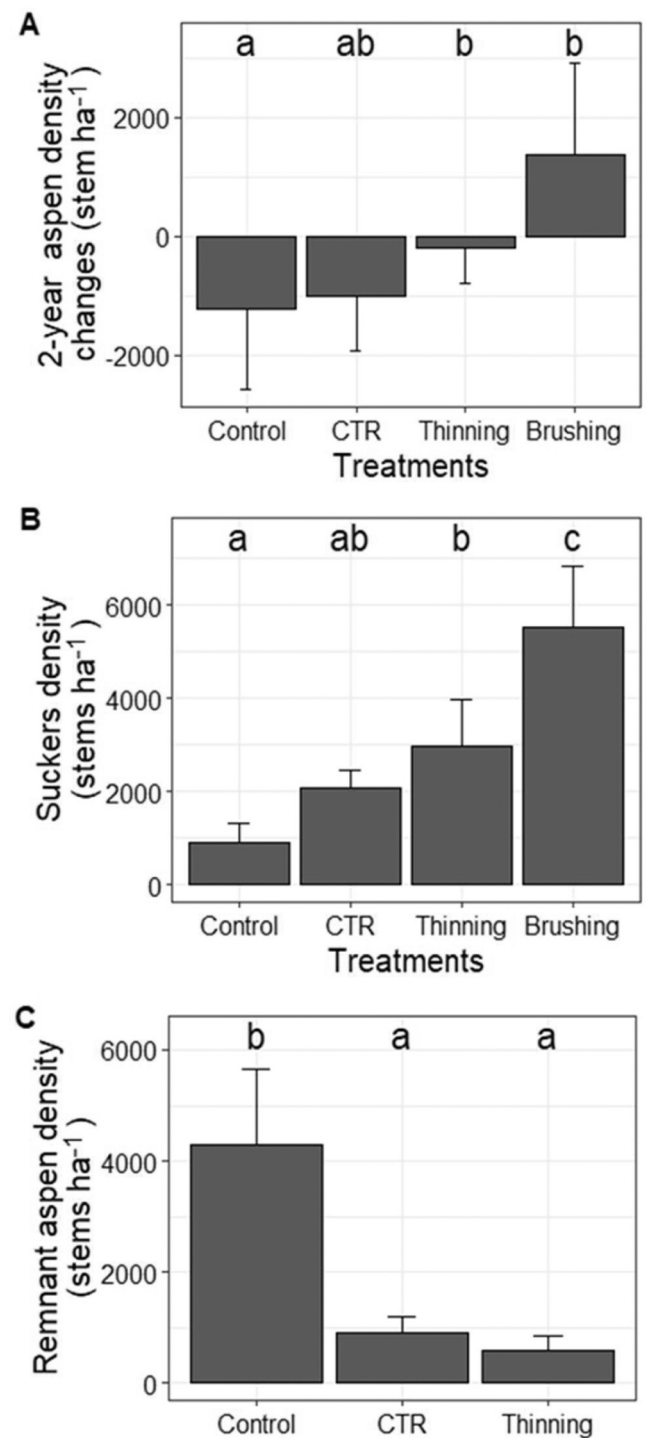 A
a ab b b
2-year aspen density
changes (stem ha⁻¹)
2000
0
-2000
Control CTR Thinning Brushing
Treatments
B
a ab b c
Suckers density
(stems ha⁻¹)
6000
4000
2000
0
Control CTR Thinning Brushing
Treatments
C
b a a
Remnant aspen density
(stems ha⁻¹)
6000
4000
2000
0
Control CTR Thinning